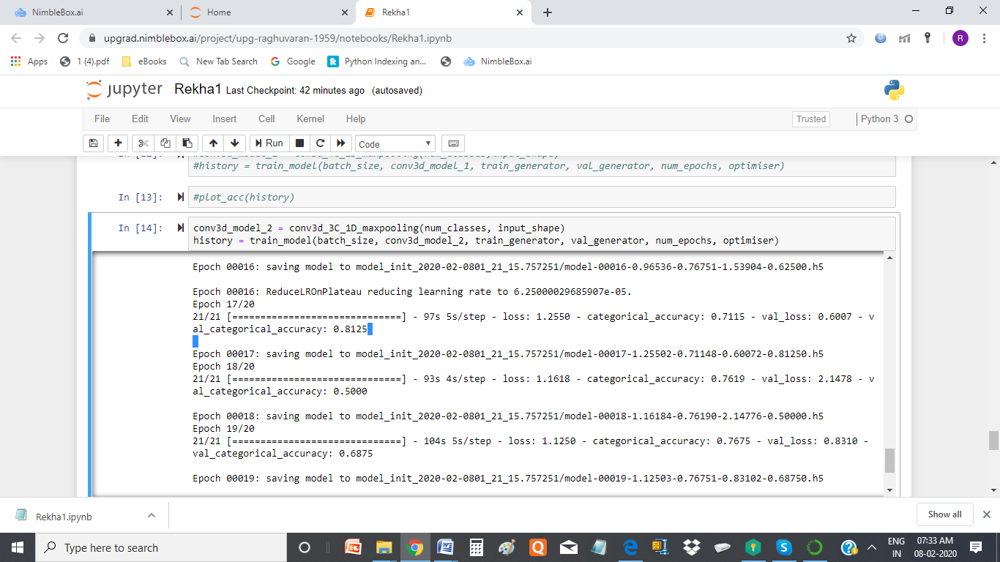 NimbleBox.ai
Home
Rekha1
upgrad.nimblebox.ai/project/upg-raghuvaran-1959/notebooks/Rekha1.ipynb
R
Apps
1 (4).pdf
eBooks
New Tab Search
Google
Python Indexing an...
NimbleBox.ai
jupyter Rekha1 Last Checkpoint: 42 minutes ago (autosaved)
File Edit View Insert Cell Kernel Help
Trusted
Python 3
Run
Code
#history = train_model(batch_size, conv3d_model_1, train_generator, val_generator, num_epochs, optimiser)
In [13]: #plot_acc(history)
In [14]: conv3d_model_2 = conv3d_3C_1D_maxpooling(num_classes, input_shape)
history = train_model(batch_size, conv3d_model_2, train_generator, val_generator, num_epochs, optimiser)
Epoch 00016: saving model to model_init_2020-02-0801_21_15.757251/model-00016-0.96536-0.76751-1.53904-0.62500.h5
Epoch 00016: ReduceLROnPlateau reducing learning rate to 6.25000029685907e-05.
Epoch 17/20
21/21 [==============================] - 97s 5s/step - loss: 1.2550 - categorical_accuracy: 0.7115 - val_loss: 0.6007 - v
al_categorical_accuracy: 0.8125
Epoch 00017: saving model to model_init_2020-02-0801_21_15.757251/model-00017-1.25502-0.71148-0.60072-0.81250.h5
Epoch 18/20
21/21 [==============================] - 93s 4s/step - loss: 1.1618 - categorical_accuracy: 0.7619 - val_loss: 2.1478 - v
al_categorical_accuracy: 0.5000
Epoch 00018: saving model to model_init_2020-02-0801_21_15.757251/model-00018-1.16184-0.76190-2.14776-0.50000.h5
Epoch 19/20
21/21 [==============================] - 104s 5s/step - loss: 1.1250 - categorical_accuracy: 0.7675 - val_loss: 0.8310 -
val_categorical_accuracy: 0.6875
Epoch 00019: saving model to model_init_2020-02-0801_21_15.757251/model-00019-1.12503-0.76751-0.83102-0.68750.h5
Rekha1.ipynb
Show all
Type here to search
ENG
IN
07:33 AM
08-02-2020